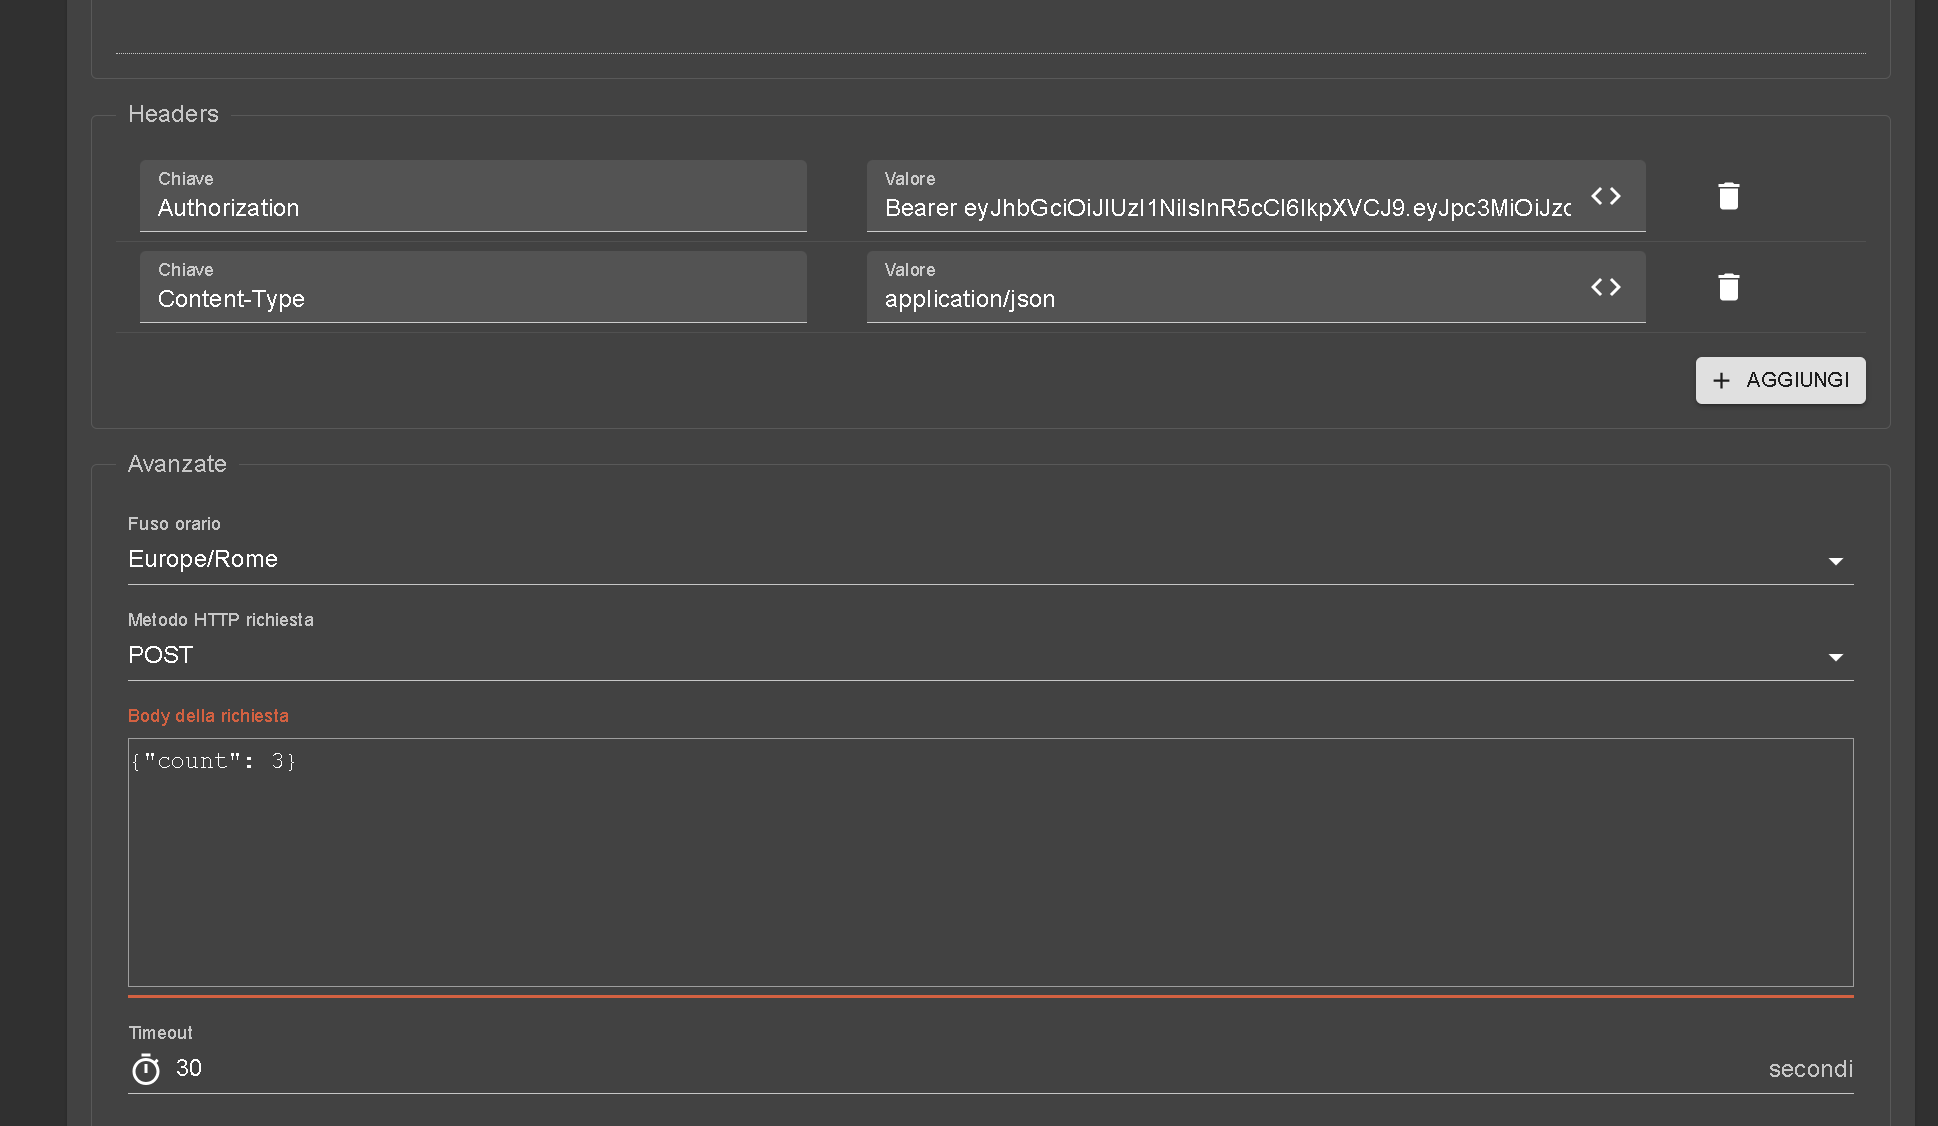 Headers
Chiave
Authorization
Valore
Bearer eyJhbGciOiJIUzI1NiIsInR5cCI6IkpXVCJ9.eyJpc3MiOiJzc
Chiave
Content-Type
Valore
application/json
AGGIUNGI
Avanzate
Fuso orario
Europe/Rome
Metodo HTTP richiesta
POST
Body della richiesta
{"count": 3}
Timeout
30
secondi